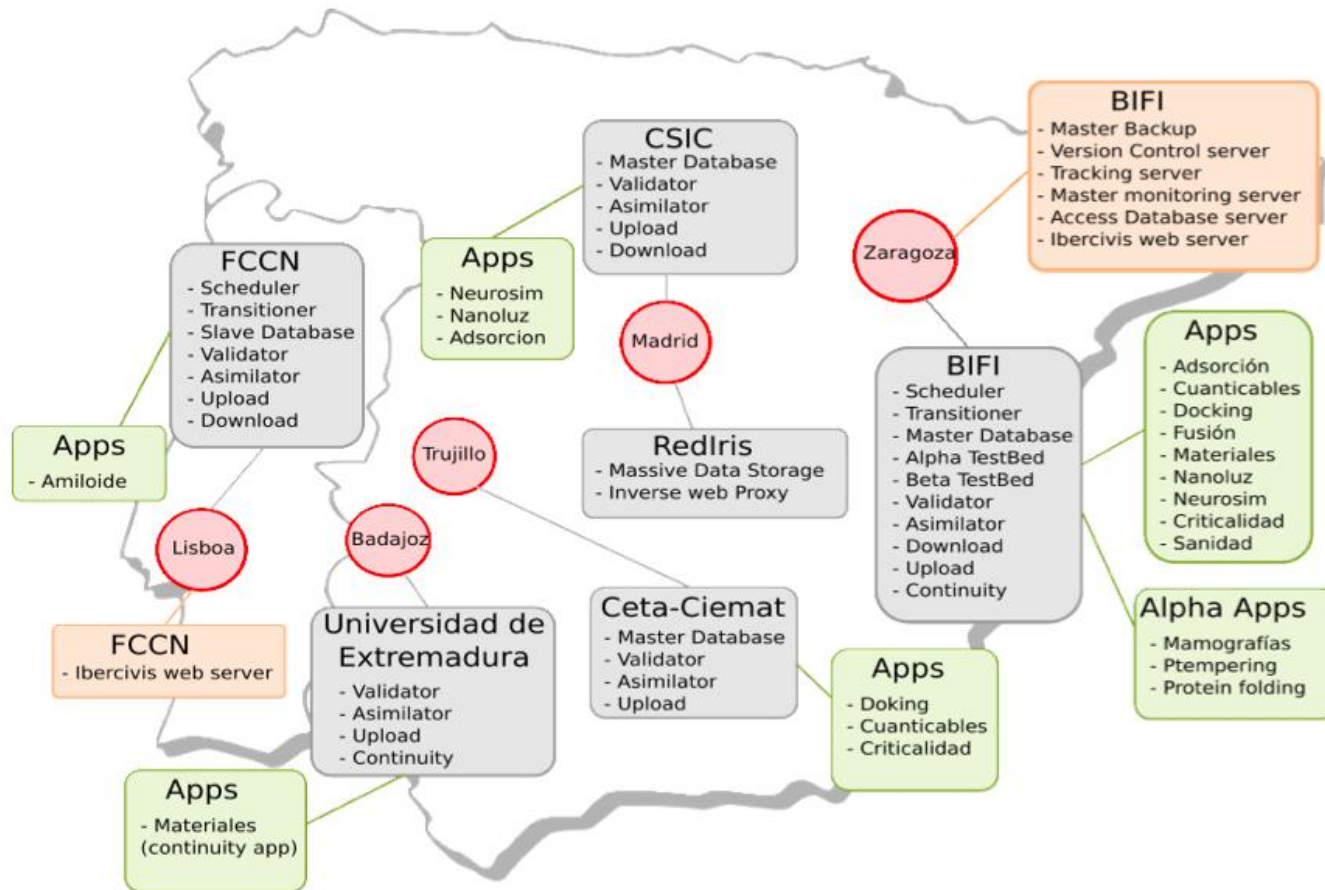 BIFI
- Master Backup
- Version Control server
- Tracking server
- Master monitoring server
- Access Database server
- Ibercivis web server
CSIC
- Master Database
- Validator
- Asimilator
- Upload
- Download
Zaragoza
FCCN
- Scheduler
- Transitioner
- Slave Database
- Validator
- Asimilator
- Upload
- Download
Apps
- Neurosim
- Nanoluz
- Adsorcion
Madrid
Apps
- Adsorción
- Cuanticables
- Docking
- Fusión
- Materiales
- Nanoluz
- Neurosim
- Criticalidad
- Sanidad
BIFI
- Scheduler
- Transitioner
- Master Database
- Alpha TestBed
- Beta TestBed
- Validator
- Asimilator
- Download
- Upload
- Continuity
Apps
- Amiloide
Trujillo
RedIris
- Massive Data Storage
- Inverse web Proxy
Lisboa
Badajoz
Alpha Apps
- Mamografías
- Ptempering
- Protein folding
FCCN
- Ibercivis web server
Universidad de
Extremadura
- Validator
- Asimilator
- Upload
- Continuity
Ceta-Ciemat
- Master Database
- Validator
- Asimilator
- Upload
Apps
- Doking
- Cuanticables
- Criticalidad
Apps
- Materiales
(continuity app)